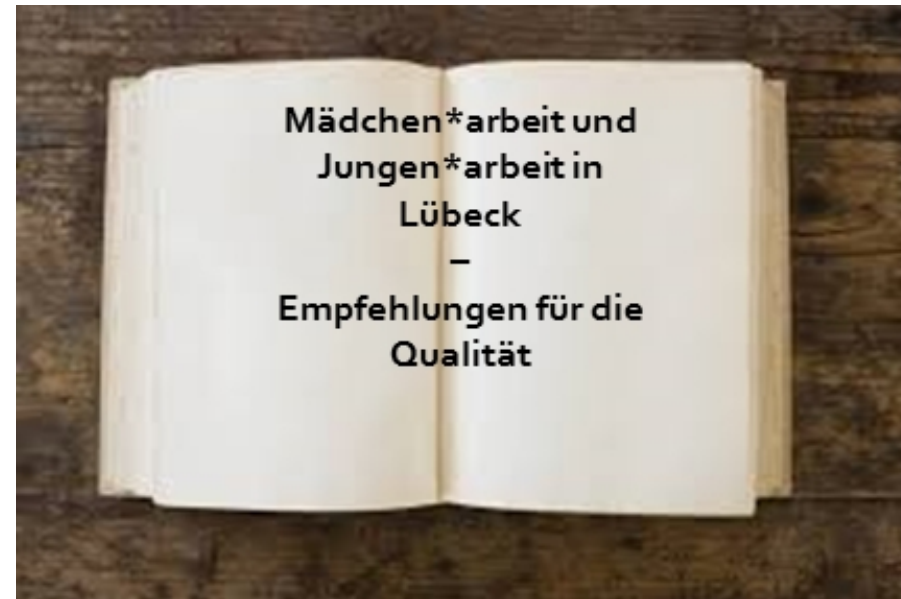 Mädchen*arbeit und
Jungen*arbeit in
Lübeck
–
Empfehlungen für die
Qualität